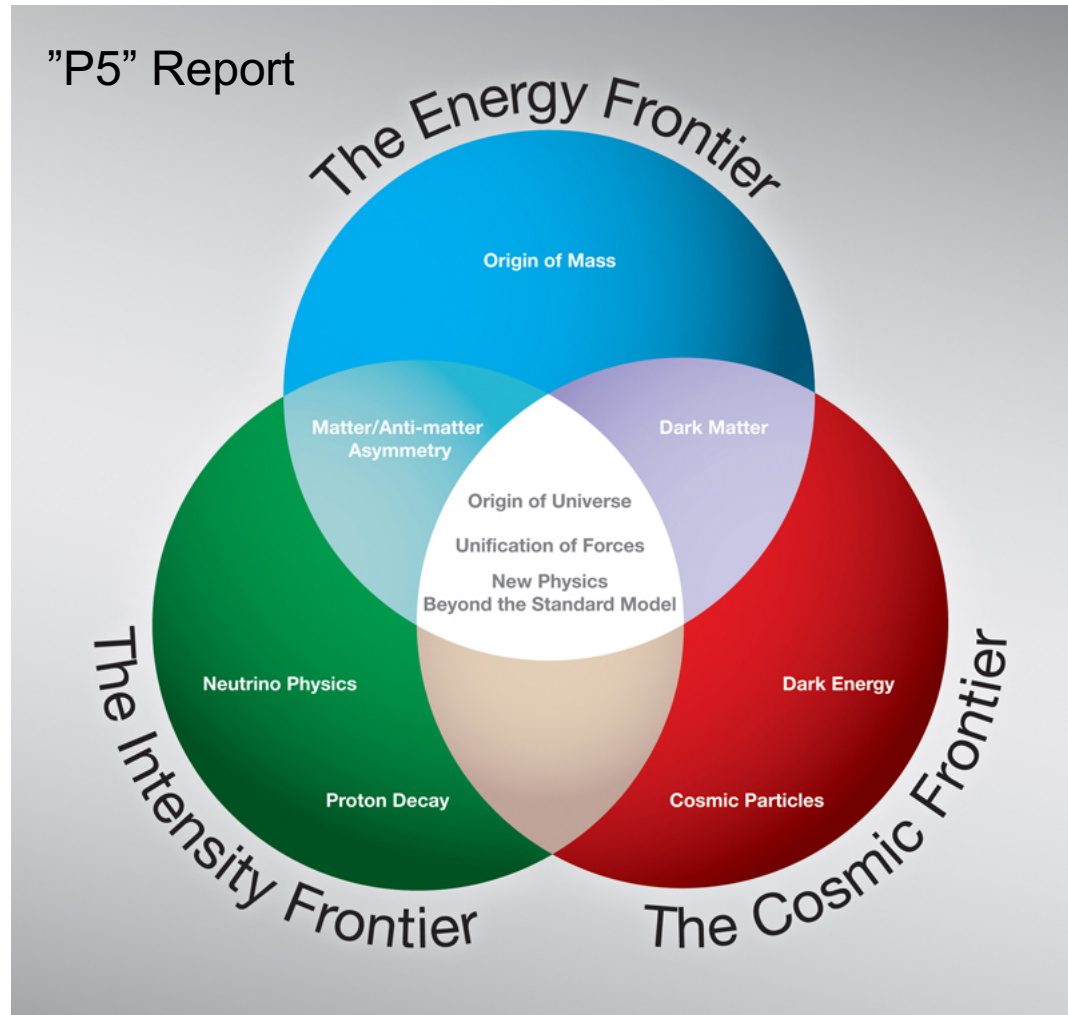 ”P5” Report
The Energy Frontier
Origin of Mass
Matter/Anti-matter
Asymmetry
Dark Matter
Origin of Universe
Unification of Forces
New Physics
Beyond the Standard Model
Neutrino Physics
Dark Energy
Proton Decay
Cosmic Particles
The Intensity Frontier
The Cosmic Frontier